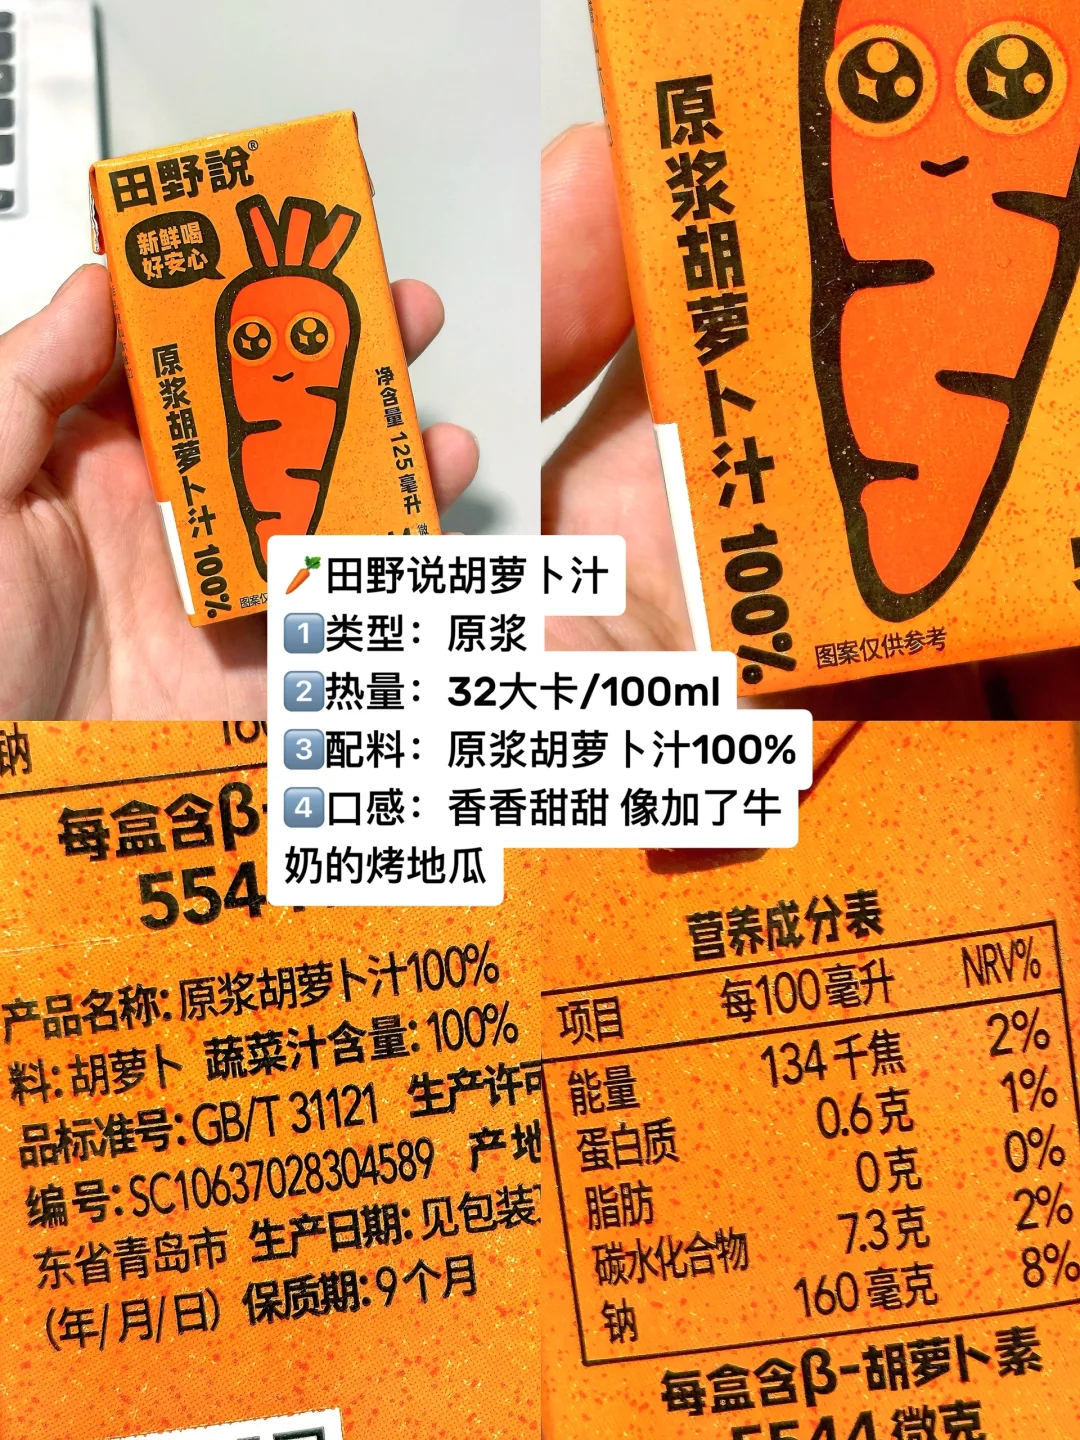 田野說®
新鲜喝
好安心
原浆胡萝卜汁 100%
净含量 125 毫升
原浆胡萝卜汁 100%
图案仅供参考
🥕田野说胡萝卜汁
1️⃣类型：原浆
2️⃣热量：32大卡/100ml
3️⃣配料：原浆胡萝卜汁100%
4️⃣口感：香香甜甜 像加了牛
奶的烤地瓜
钠
每盒含β-
554
产品名称：原浆胡萝卜汁100%
料：胡萝卜 蔬菜汁含量：100%
品标准号：GB/T 31121 生产许可
编号：SC10637028304589 产地
东省青岛市 生产日期：见包装
(年/月/日) 保质期：9个月
营养成分表
项目 每100毫升 NRV%
能量 134千焦 2%
蛋白质 0.6克 1%
脂肪 0克 0%
碳水化合物 7.3克 2%
钠 160毫克 8%
每盒含β-胡萝卜素
5544微克